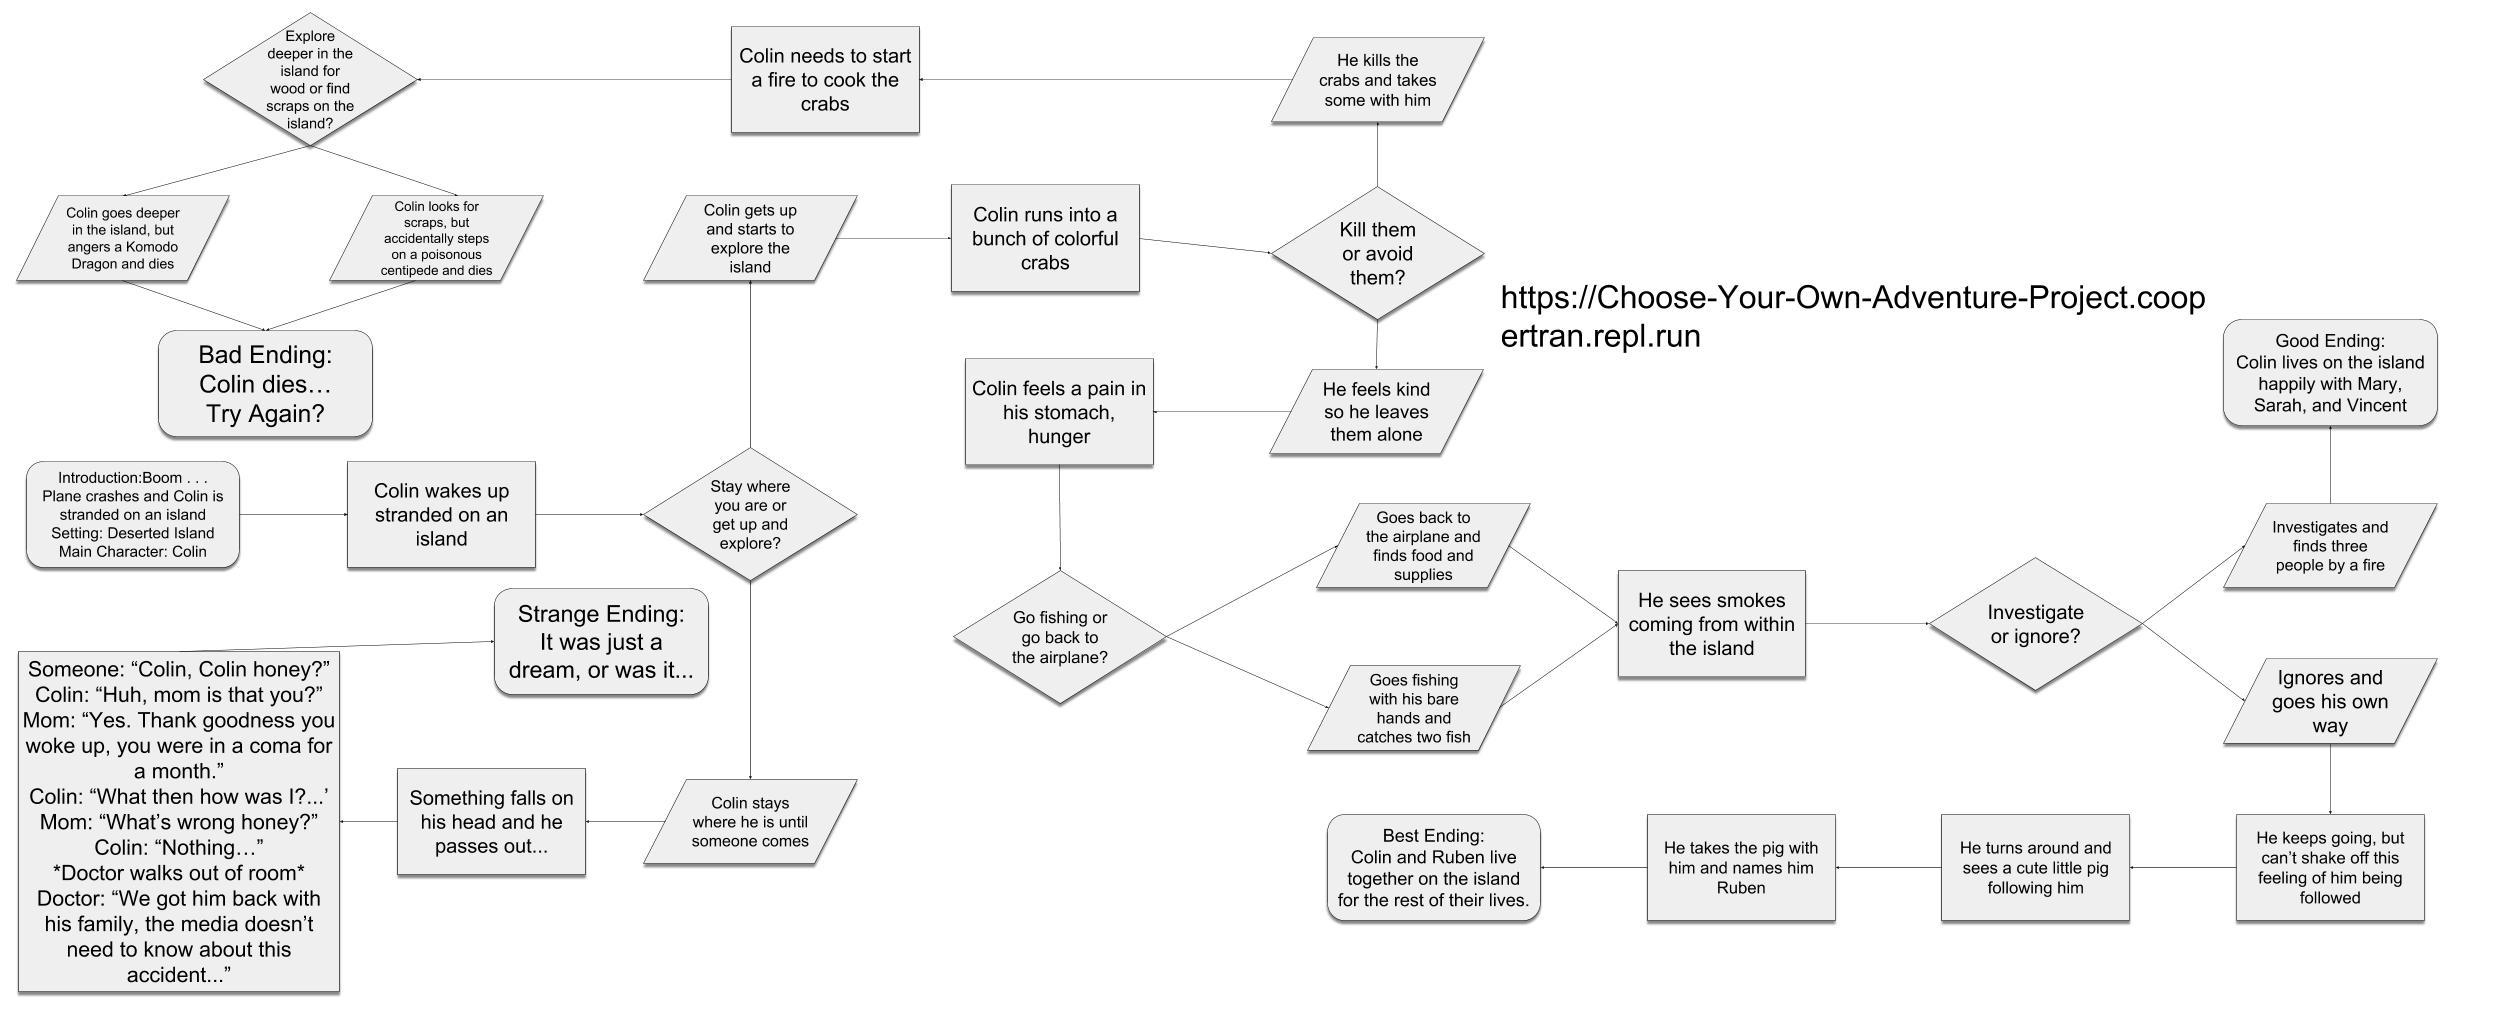 Explore
deeper in the
island for
wood or find
scraps on the
island?
Colin needs to start
a fire to cook the
crabs
He kills the
crabs and takes
some with him
Colin goes deeper
in the island, but
angers a Komodo
Dragon and dies
Colin looks for
scraps, but
accidentally steps
on a poisonous
centipede and dies
Colin gets up
and starts to
explore the
island
Colin runs into a
bunch of colorful
crabs
Kill them
or avoid
them?
https://Choose-Your-Own-Adventure-Project.coop
ertran.repl.run
Bad Ending:
Colin dies…
Try Again?
Colin feels a pain in
his stomach,
hunger
He feels kind
so he leaves
them alone
Good Ending:
Colin lives on the island
happily with Mary,
Sarah, and Vincent
Introduction:Boom . . .
Plane crashes and Colin is
stranded on an island
Setting: Deserted Island
Main Character: Colin
Colin wakes up
stranded on an
island
Stay where
you are or
get up and
explore?
Goes back to
the airplane and
finds food and
supplies
Investigates and
finds three
people by a fire
Strange Ending:
It was just a
dream, or was it...
Go fishing or
go back to
the airplane?
He sees smokes
coming from within
the island
Investigate
or ignore?
Goes fishing
with his bare
hands and
catches two fish
Ignores and
goes his own
way
Someone: “Colin, Colin honey?”
Colin: “Huh, mom is that you?”
Mom: “Yes. Thank goodness you
woke up, you were in a coma for
a month.”
Colin: “What then how was I?...’
Mom: “What’s wrong honey?”
Colin: “Nothing…”
*Doctor walks out of room*
Doctor: “We got him back with
his family, the media doesn’t
need to know about this
accident...”
Something falls on
his head and he
passes out...
Colin stays
where he is until
someone comes
Best Ending:
Colin and Ruben live
together on the island
for the rest of their lives.
He takes the pig with
him and names him
Ruben
He turns around and
sees a cute little pig
following him
He keeps going, but
can’t shake off this
feeling of him being
followed